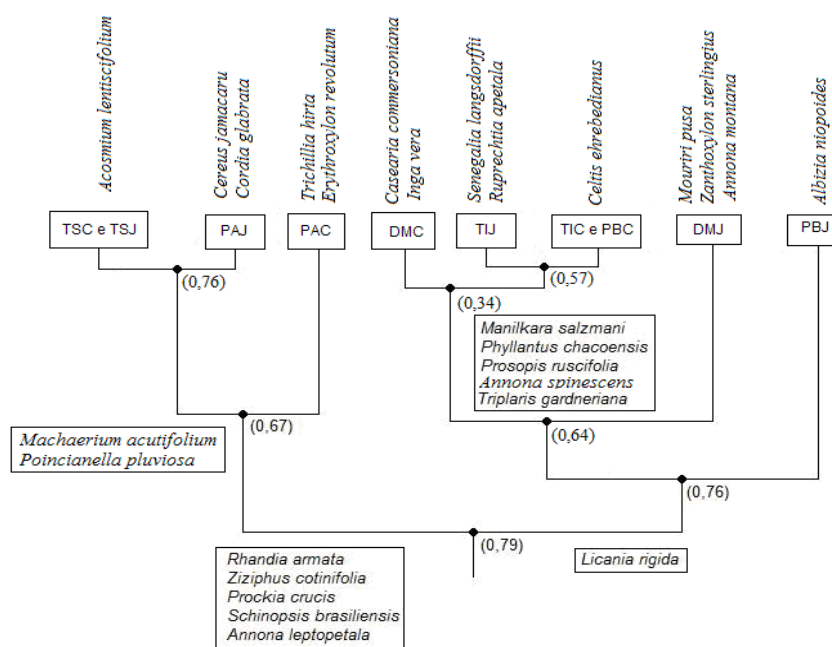 Acosmium lentiscifolium
Cereus jamacaru
Cordia glabrata
Trichillia hirta
Erythroxylon revolutum
Casearia commersoniana
Inga vera
Senegalia langsdorffii
Ruprechtia apetala
Celtis ehrebedianus
Mouriri pusa
Zanthoxylon sterlingius
Annona montana
Albizia niopoides
TSC e TSJ
PAJ
PAC
DMC
TIJ
TIC e PBC
DMJ
PBJ
(0,76)
(0,57)
(0,34)
Manilkara salzmani
Phyllantus chacoensis
Prosopis ruscifolia
Annona spinescens
Triplaris gardneriana
(0,67)
(0,64)
Machaerium acutifolium
Poincianella pluviosa
(0,76)
(0,79)
Rhandia armata
Ziziphus cotinifolia
Prockia crucis
Schinopsis brasiliensis
Annona leptopetala
Licania rigida